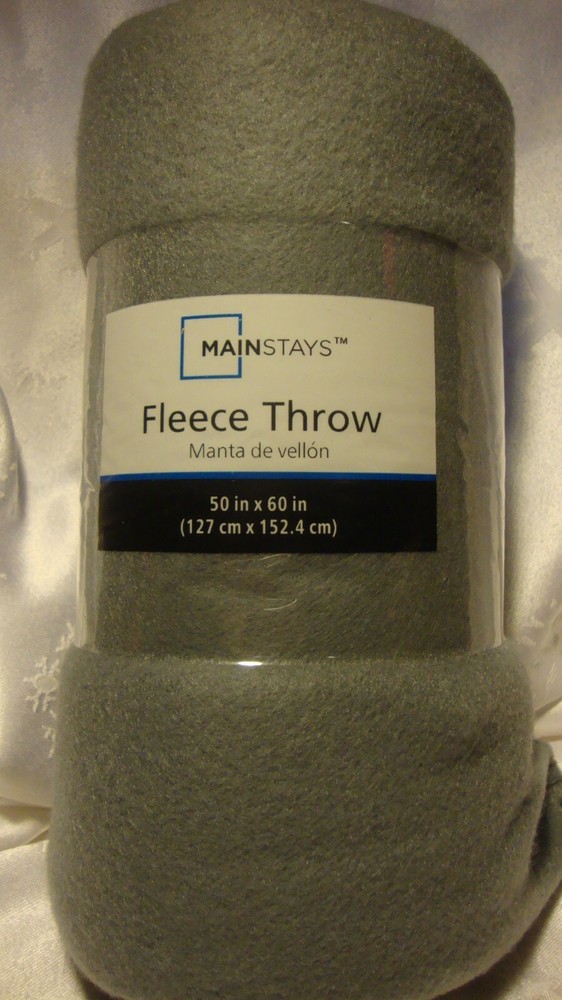 MAINSTAYS™
Fleece Throw
Manta de vellón
50 in x 60 in
(127 cm x 152.4 cm)